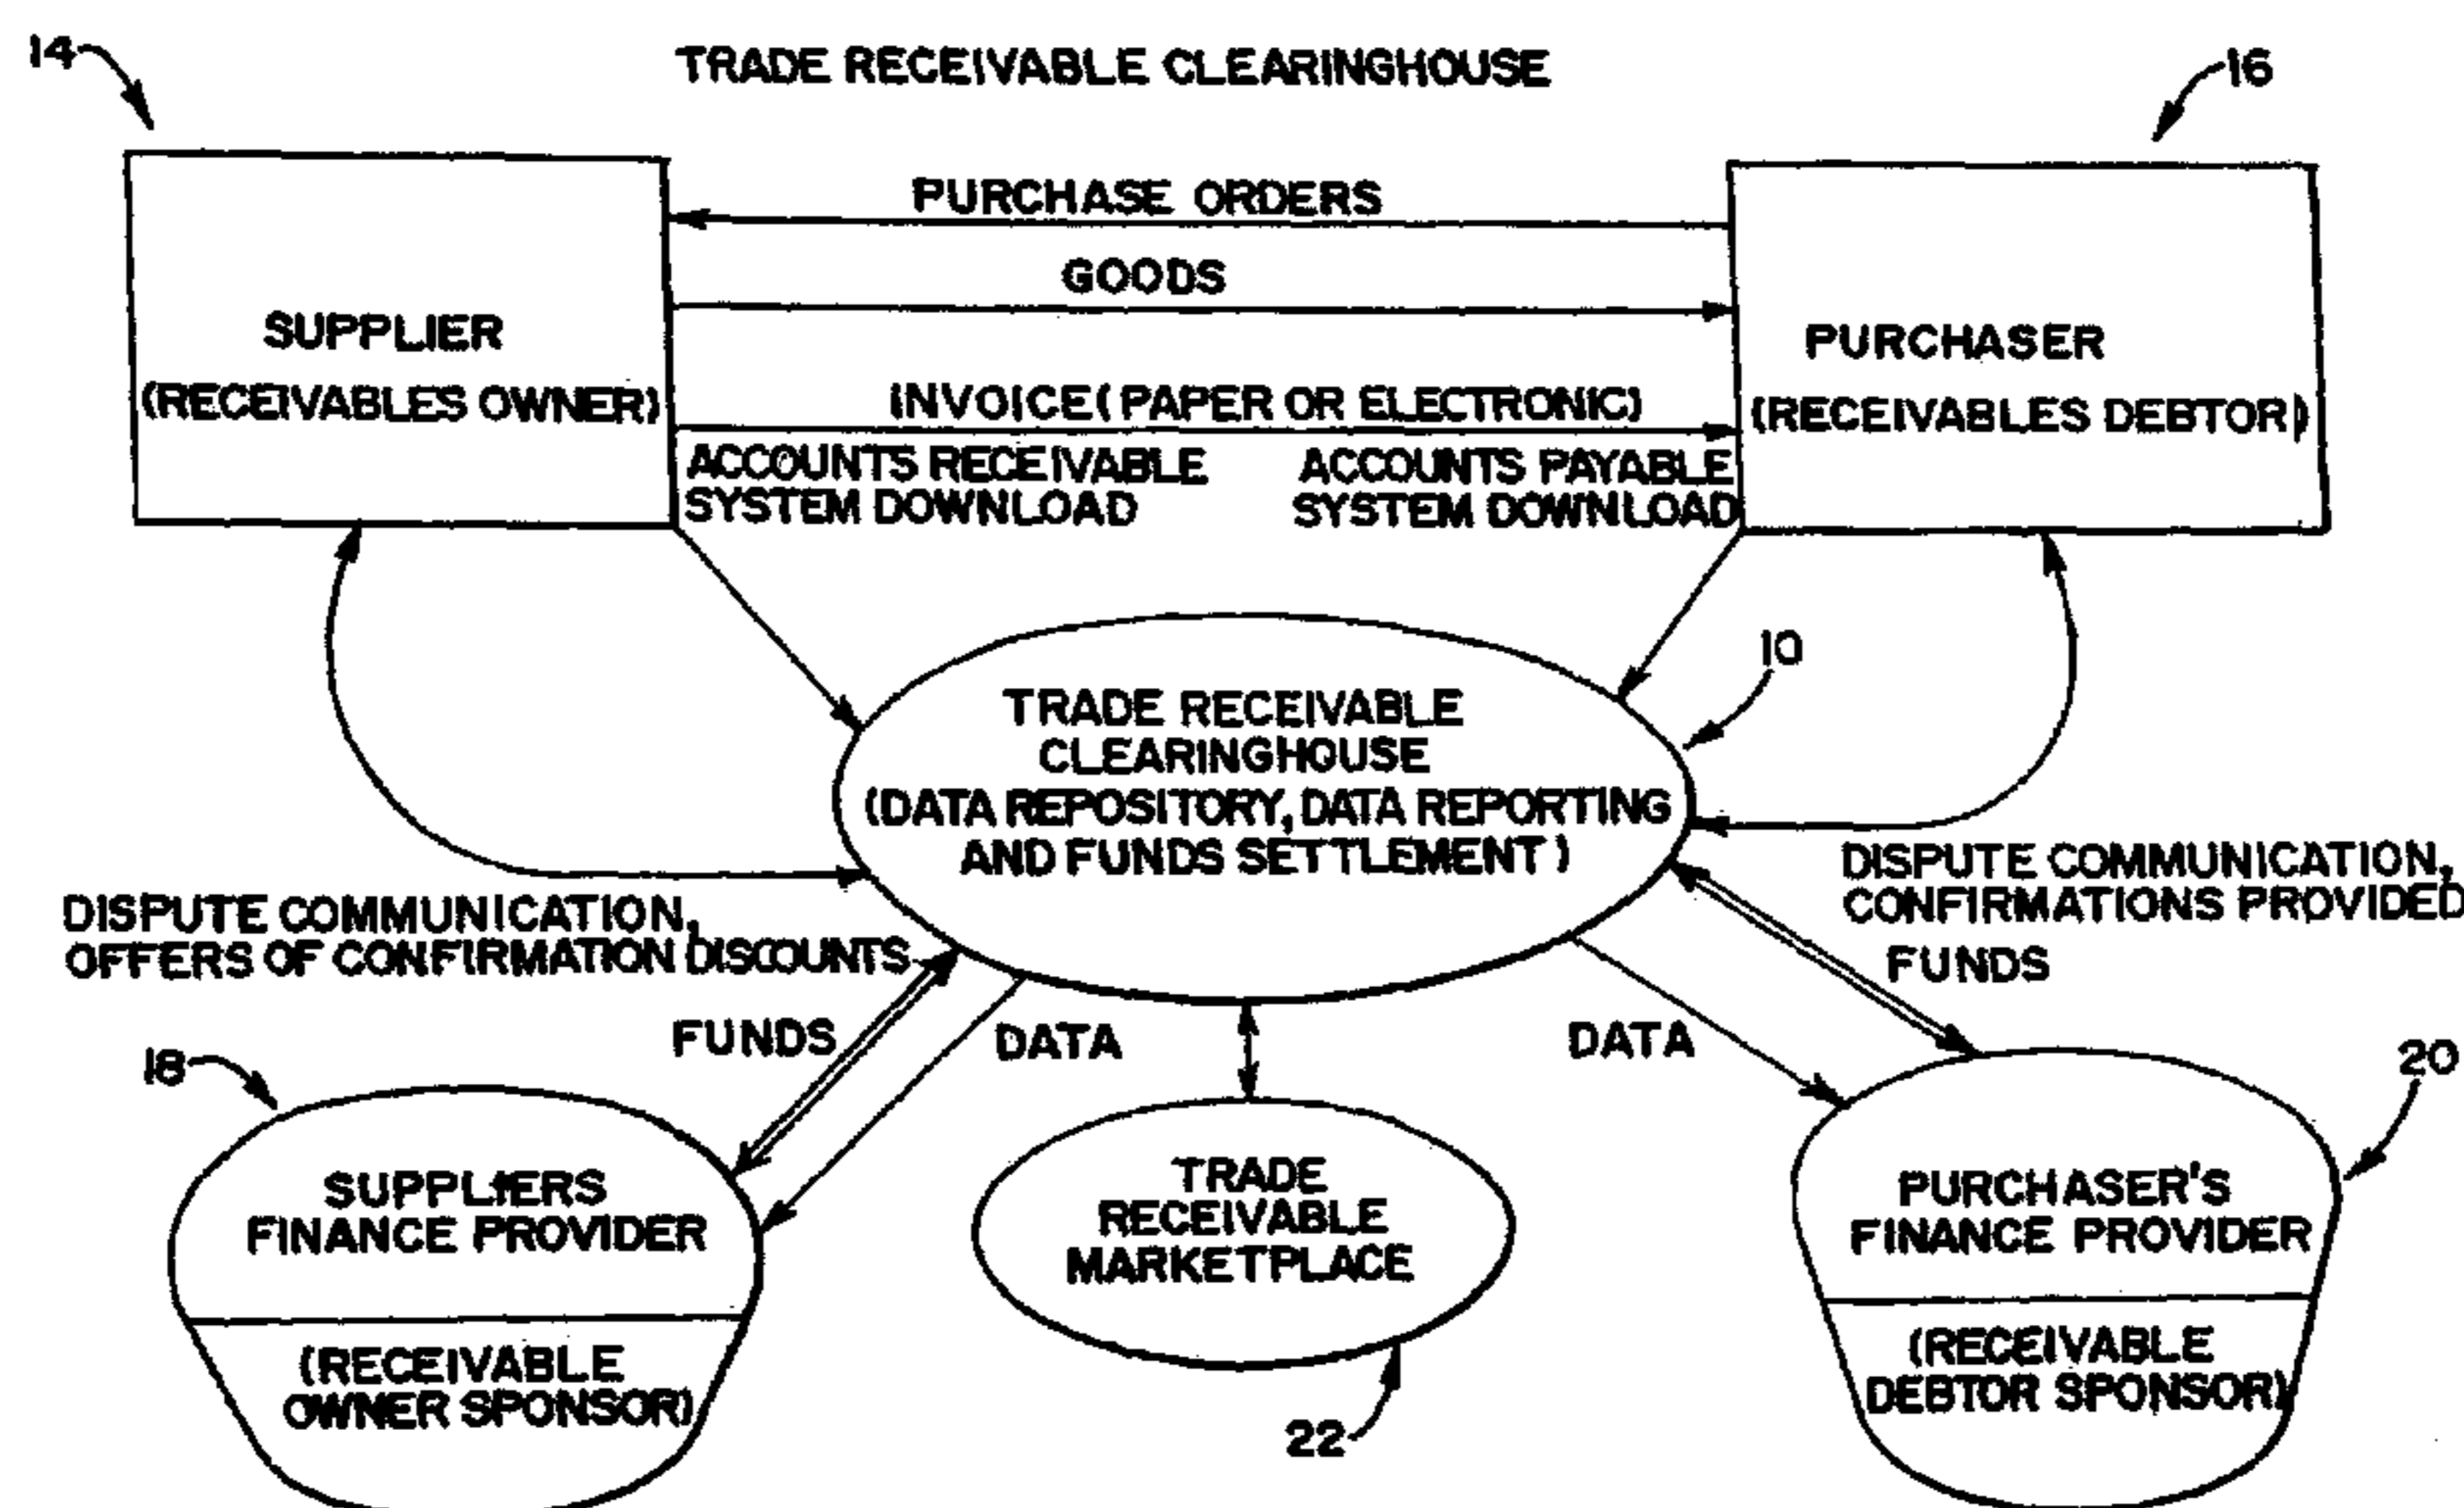 14
TRADE RECEIVABLE CLEARINGHOUSE
16
PURCHASE ORDERS
GOODS
SUPPLIER
(RECEIVABLES OWNER)
PURCHASER
(RECEIVABLES DEBTOR)
INVOICE(PAPER OR ELECTRONIC)
ACCOUNTS RECEIVABLE
SYSTEM DOWNLOAD
ACCOUNTS PAYABLE
SYSTEM DOWNLOAD
10
TRADE RECEIVABLE
CLEARINGHOUSE
(DATA REPOSITORY, DATA REPORTING
AND FUNDS SETTLEMENT)
DISPUTE COMMUNICATION,
OFFERS OF CONFIRMATION DISCOUNTS
DISPUTE COMMUNICATION,
CONFIRMATIONS PROVIDED
FUNDS
FUNDS
DATA
DATA
18
20
SUPPLIERS
FINANCE PROVIDER
(RECEIVABLE
OWNER SPONSOR)
TRADE
RECEIVABLE
MARKETPLACE
22
PURCHASER'S
FINANCE PROVIDER
(RECEIVABLE
DEBTOR SPONSOR)